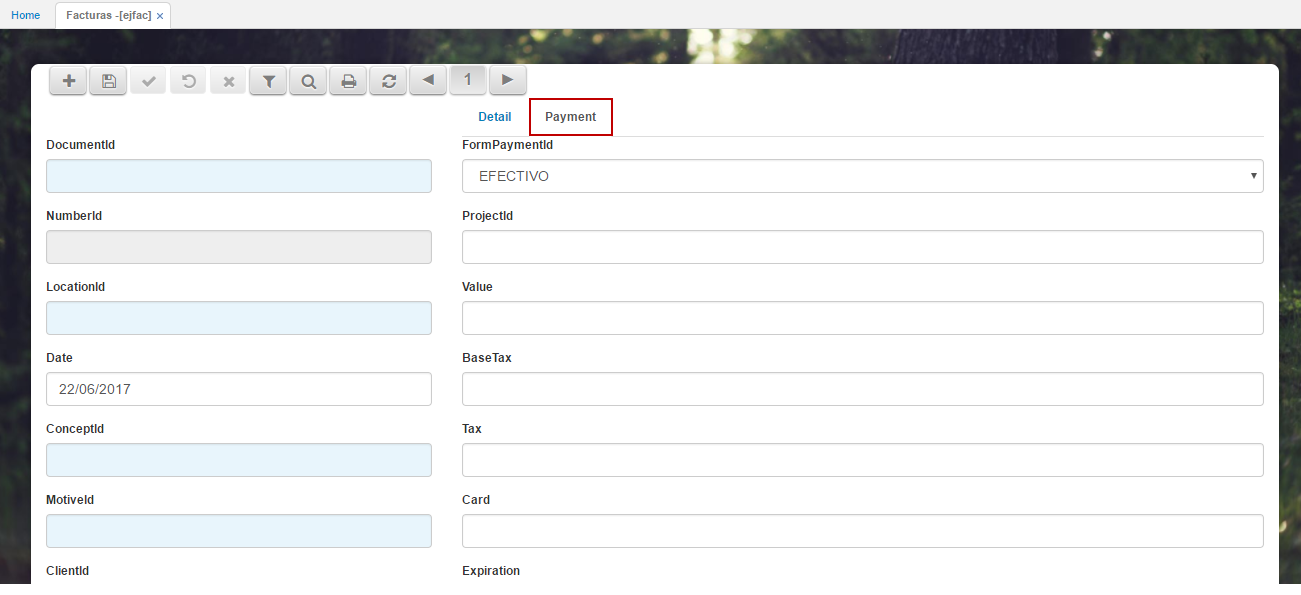 Home
Facturas -[ejfac] ×
1
Detail
Payment
DocumentId
FormPaymentId
EFECTIVO
NumberId
ProjectId
LocationId
Value
Date
BaseTax
22/06/2017
ConceptId
Tax
MotiveId
Card
ClientId
Expiration